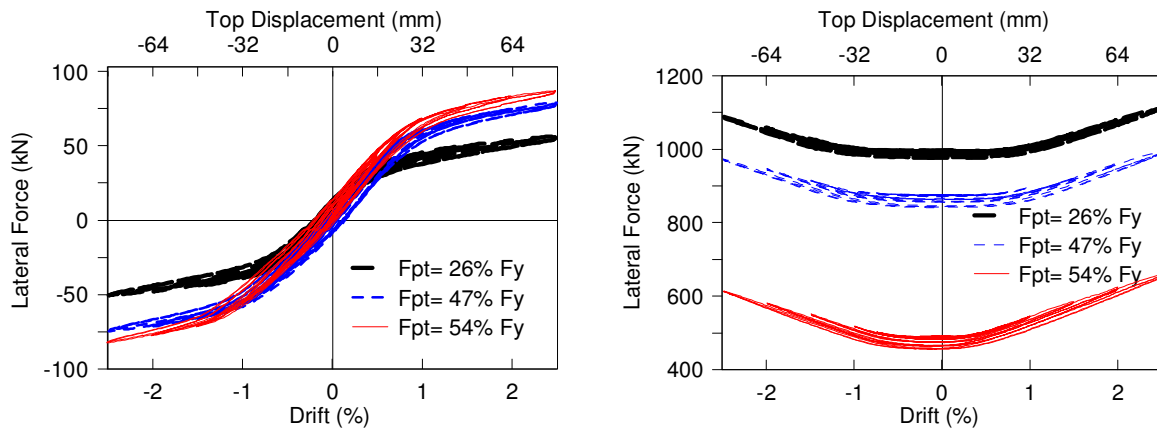 Top Displacement (mm)
-64 -32 0 32 64
100
50
0
-50
-100
Lateral Force (kN)
Fpt= 26% Fy
Fpt= 47% Fy
Fpt= 54% Fy
-2 -1 0 1 2
Drift (%)
Top Displacement (mm)
-64 -32 0 32 64
1200
1000
800
600
400
Lateral Force (kN)
Fpt= 26% Fy
Fpt= 47% Fy
Fpt= 54% Fy
-2 -1 0 1 2
Drift (%)